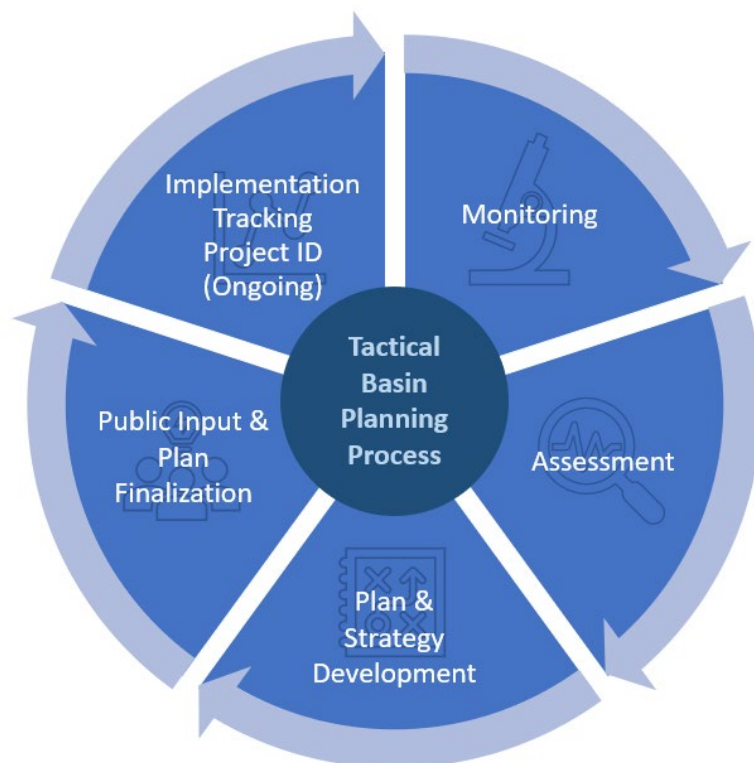 Implementation
Tracking
Project ID
(Ongoing)
Monitoring
Tactical
Basin
Planning
Process
Public Input &
Plan
Finalization
Assessment
Plan &
Strategy
Development